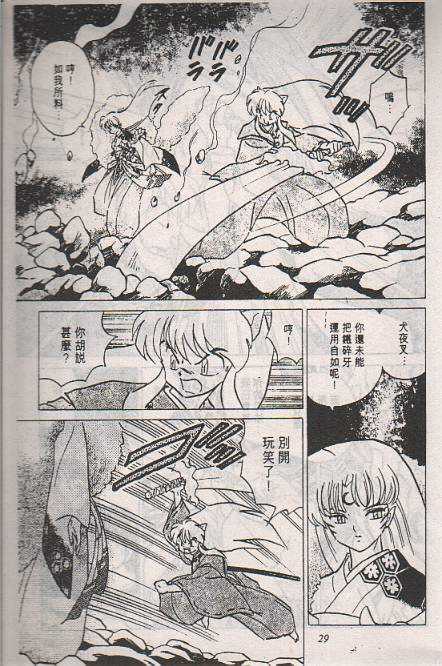 嗚…
哼！
如我所料…
犬夜叉…
你還未能
把鐵碎牙
運用自如呢！
哼！
你胡說
甚麼？
別開
玩笑了！
29